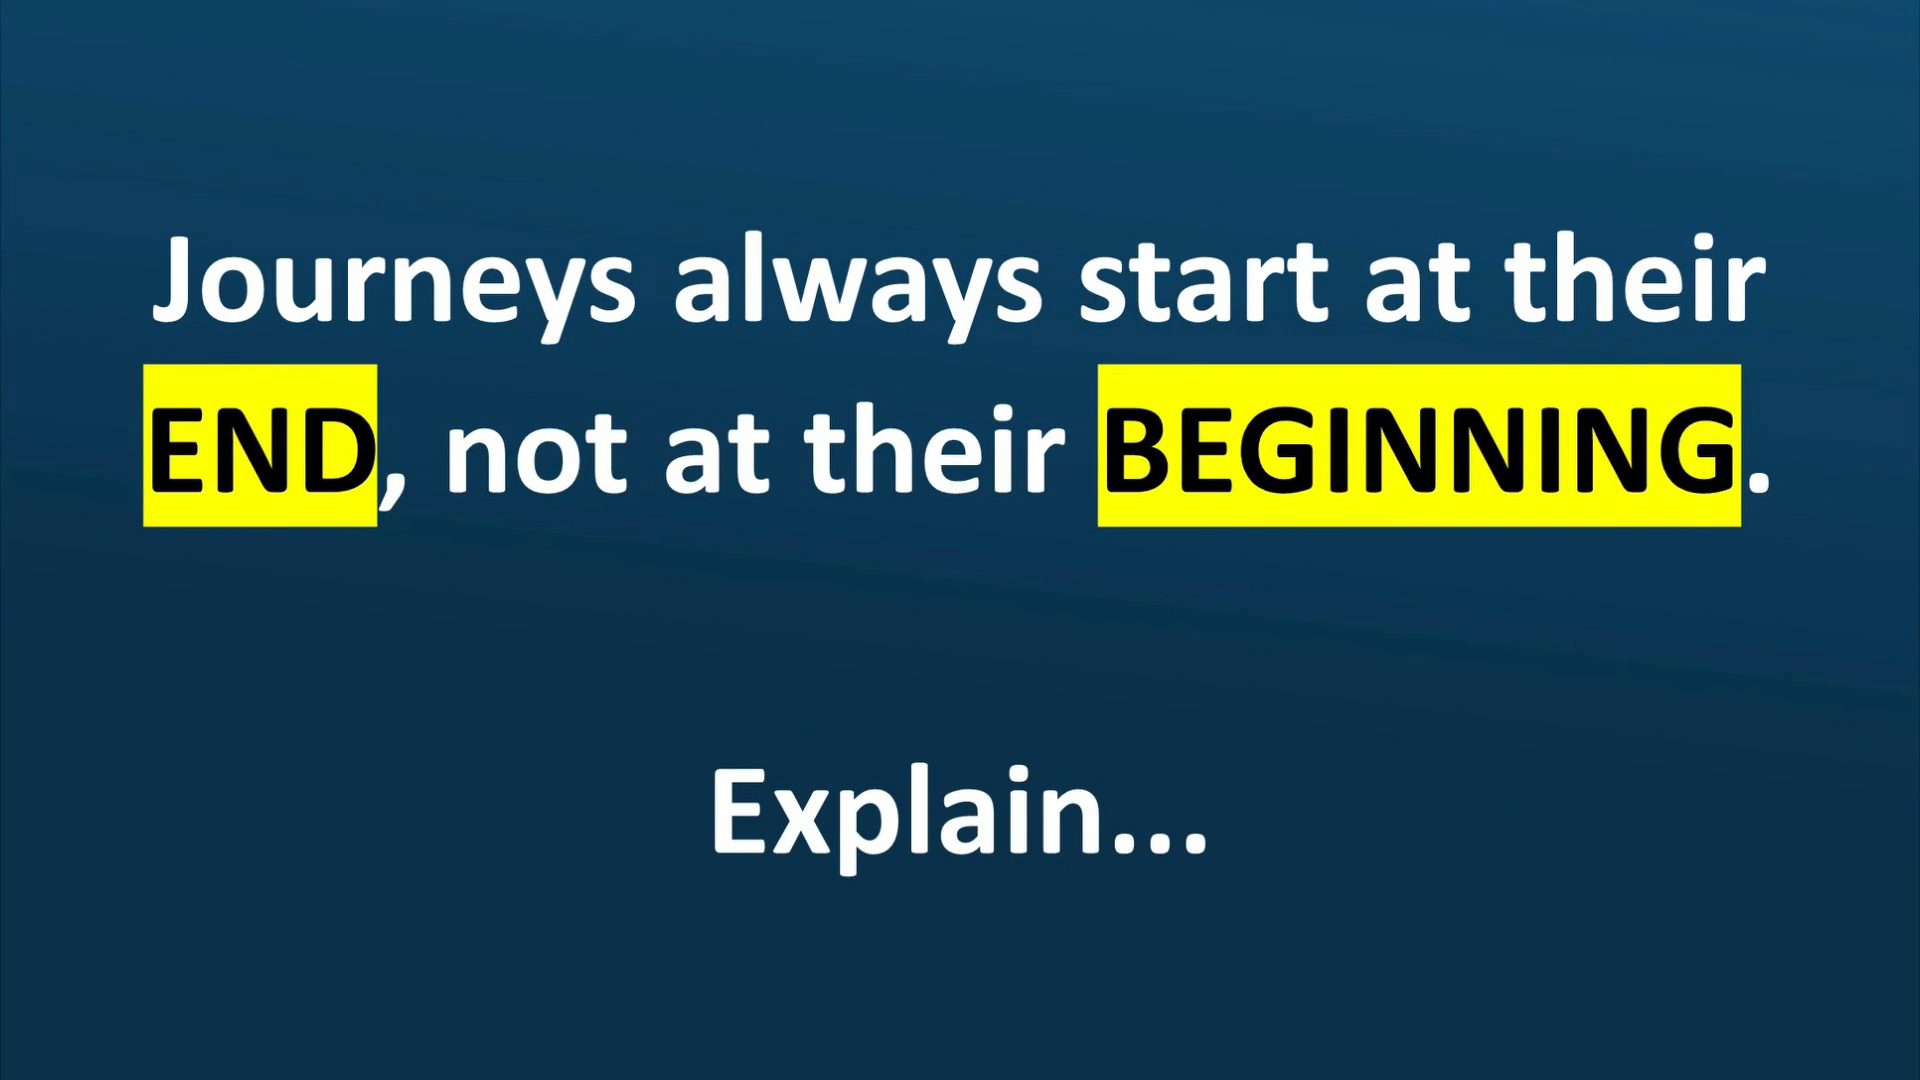 Journeys always start at their
END, not at their BEGINNING.
Explain...